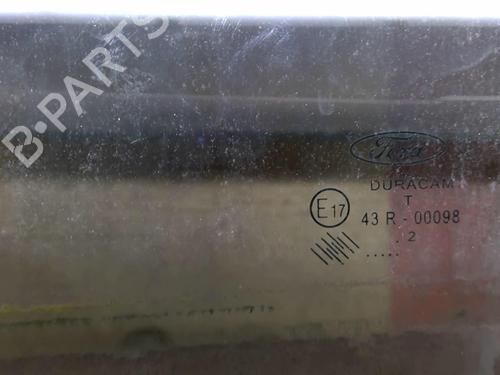 B-PARTS
Ford
DURACAM
T
E17
43 R - 00098
. 2
.....